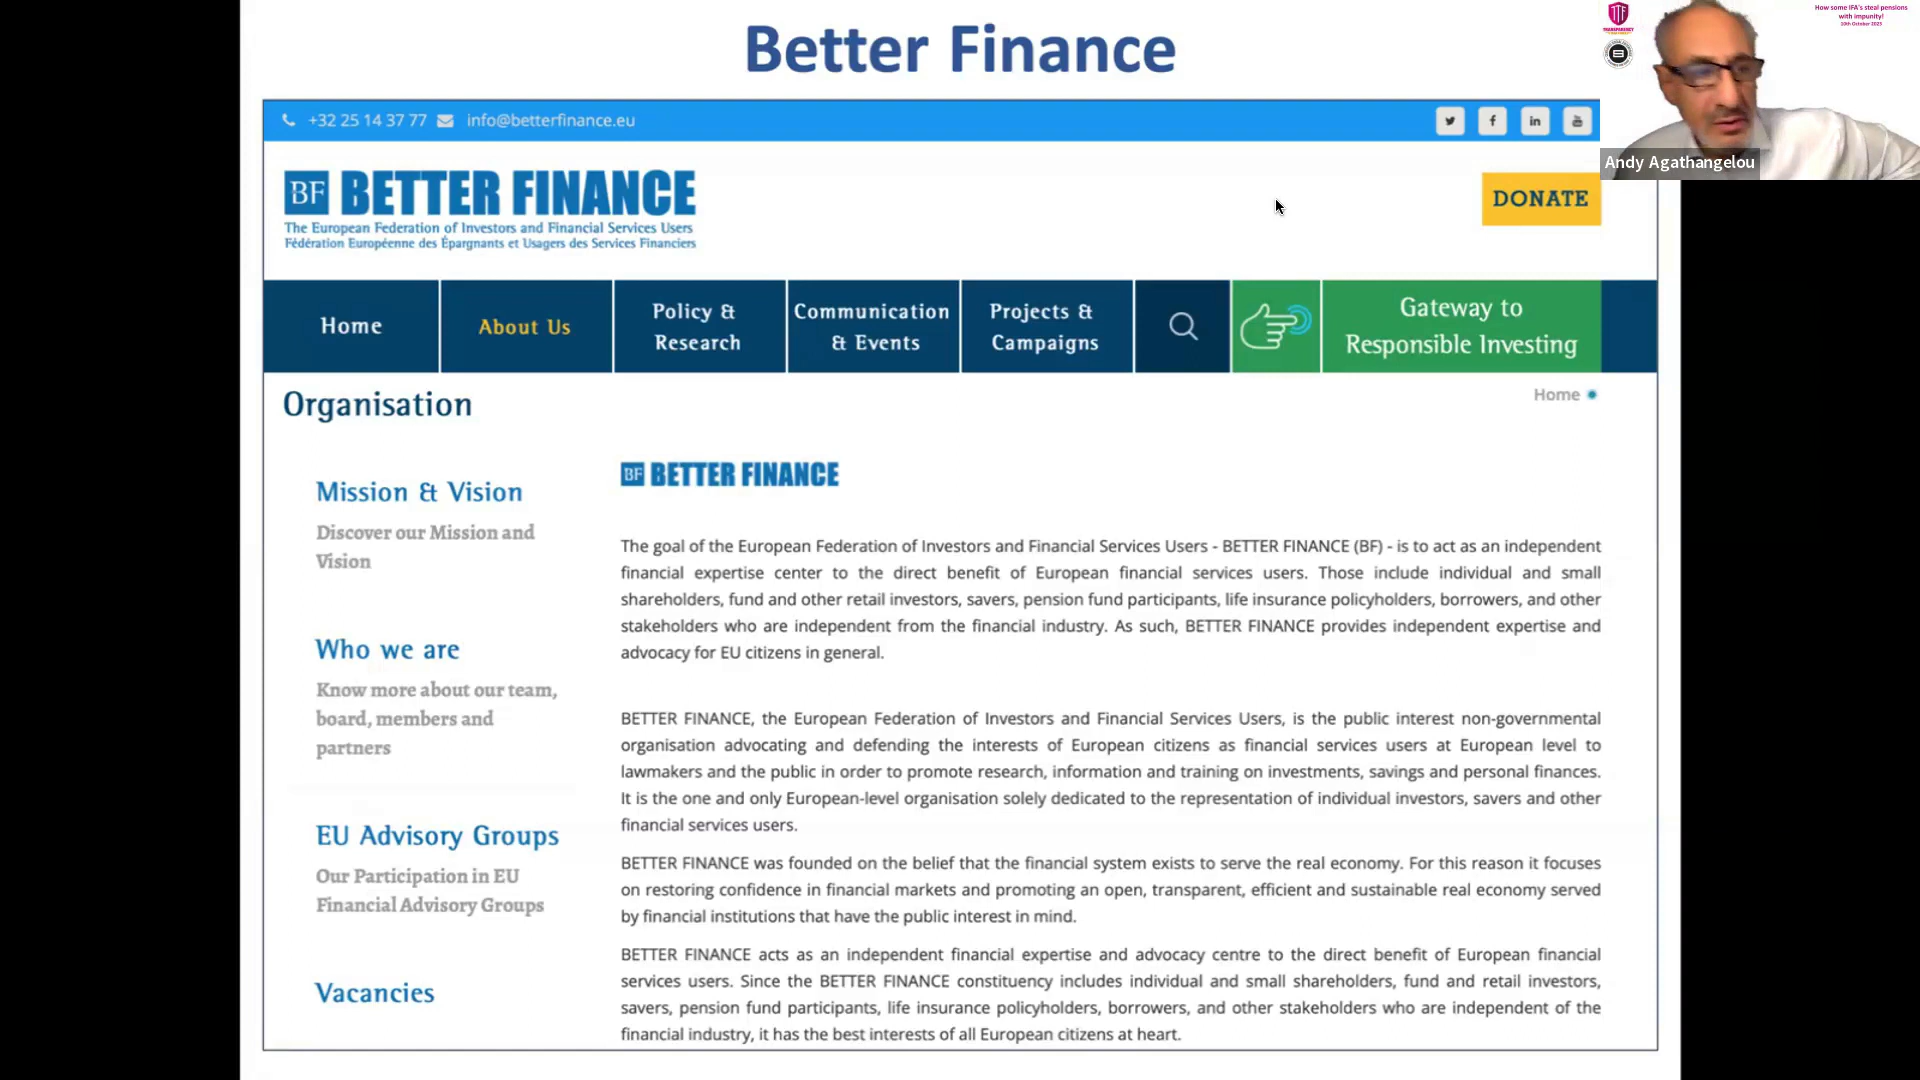 Better Finance
How some IFA's steal pensions
with impunity!
10th October 2023
TTF
TRANSPARENCY
Andy Agathangelou
+32 25 14 37 77 info@betterfinance.eu
BF BETTER FINANCE
The European Federation of Investors and Financial Services Users
Fédération Européenne des Épargnants et Usagers des Services Financiers
DONATE
Home
About Us
Policy &
Research
Communication
& Events
Projects &
Campaigns
Gateway to
Responsible Investing
Organisation
Home
Mission & Vision
Discover our Mission and
Vision
Who we are
Know more about our team,
board, members and
partners
EU Advisory Groups
Our Participation in EU
Financial Advisory Groups
Vacancies
BF BETTER FINANCE
The goal of the European Federation of Investors and Financial Services Users - BETTER FINANCE (BF) - is to act as an independent
financial expertise center to the direct benefit of European financial services users. Those include individual and small
shareholders, fund and other retail investors, savers, pension fund participants, life insurance policyholders, borrowers, and other
stakeholders who are independent from the financial industry. As such, BETTER FINANCE provides independent expertise and
advocacy for EU citizens in general.
BETTER FINANCE, the European Federation of Investors and Financial Services Users, is the public interest non-governmental
organisation advocating and defending the interests of European citizens as financial services users at European level to
lawmakers and the public in order to promote research, information and training on investments, savings and personal finances.
It is the one and only European-level organisation solely dedicated to the representation of individual investors, savers and other
financial services users.
BETTER FINANCE was founded on the belief that the financial system exists to serve the real economy. For this reason it focuses
on restoring confidence in financial markets and promoting an open, transparent, efficient and sustainable real economy served
by financial institutions that have the public interest in mind.
BETTER FINANCE acts as an independent financial expertise and advocacy centre to the direct benefit of European financial
services users. Since the BETTER FINANCE constituency includes individual and small shareholders, fund and retail investors,
savers, pension fund participants, life insurance policyholders, borrowers, and other stakeholders who are independent of the
financial industry, it has the best interests of all European citizens at heart.